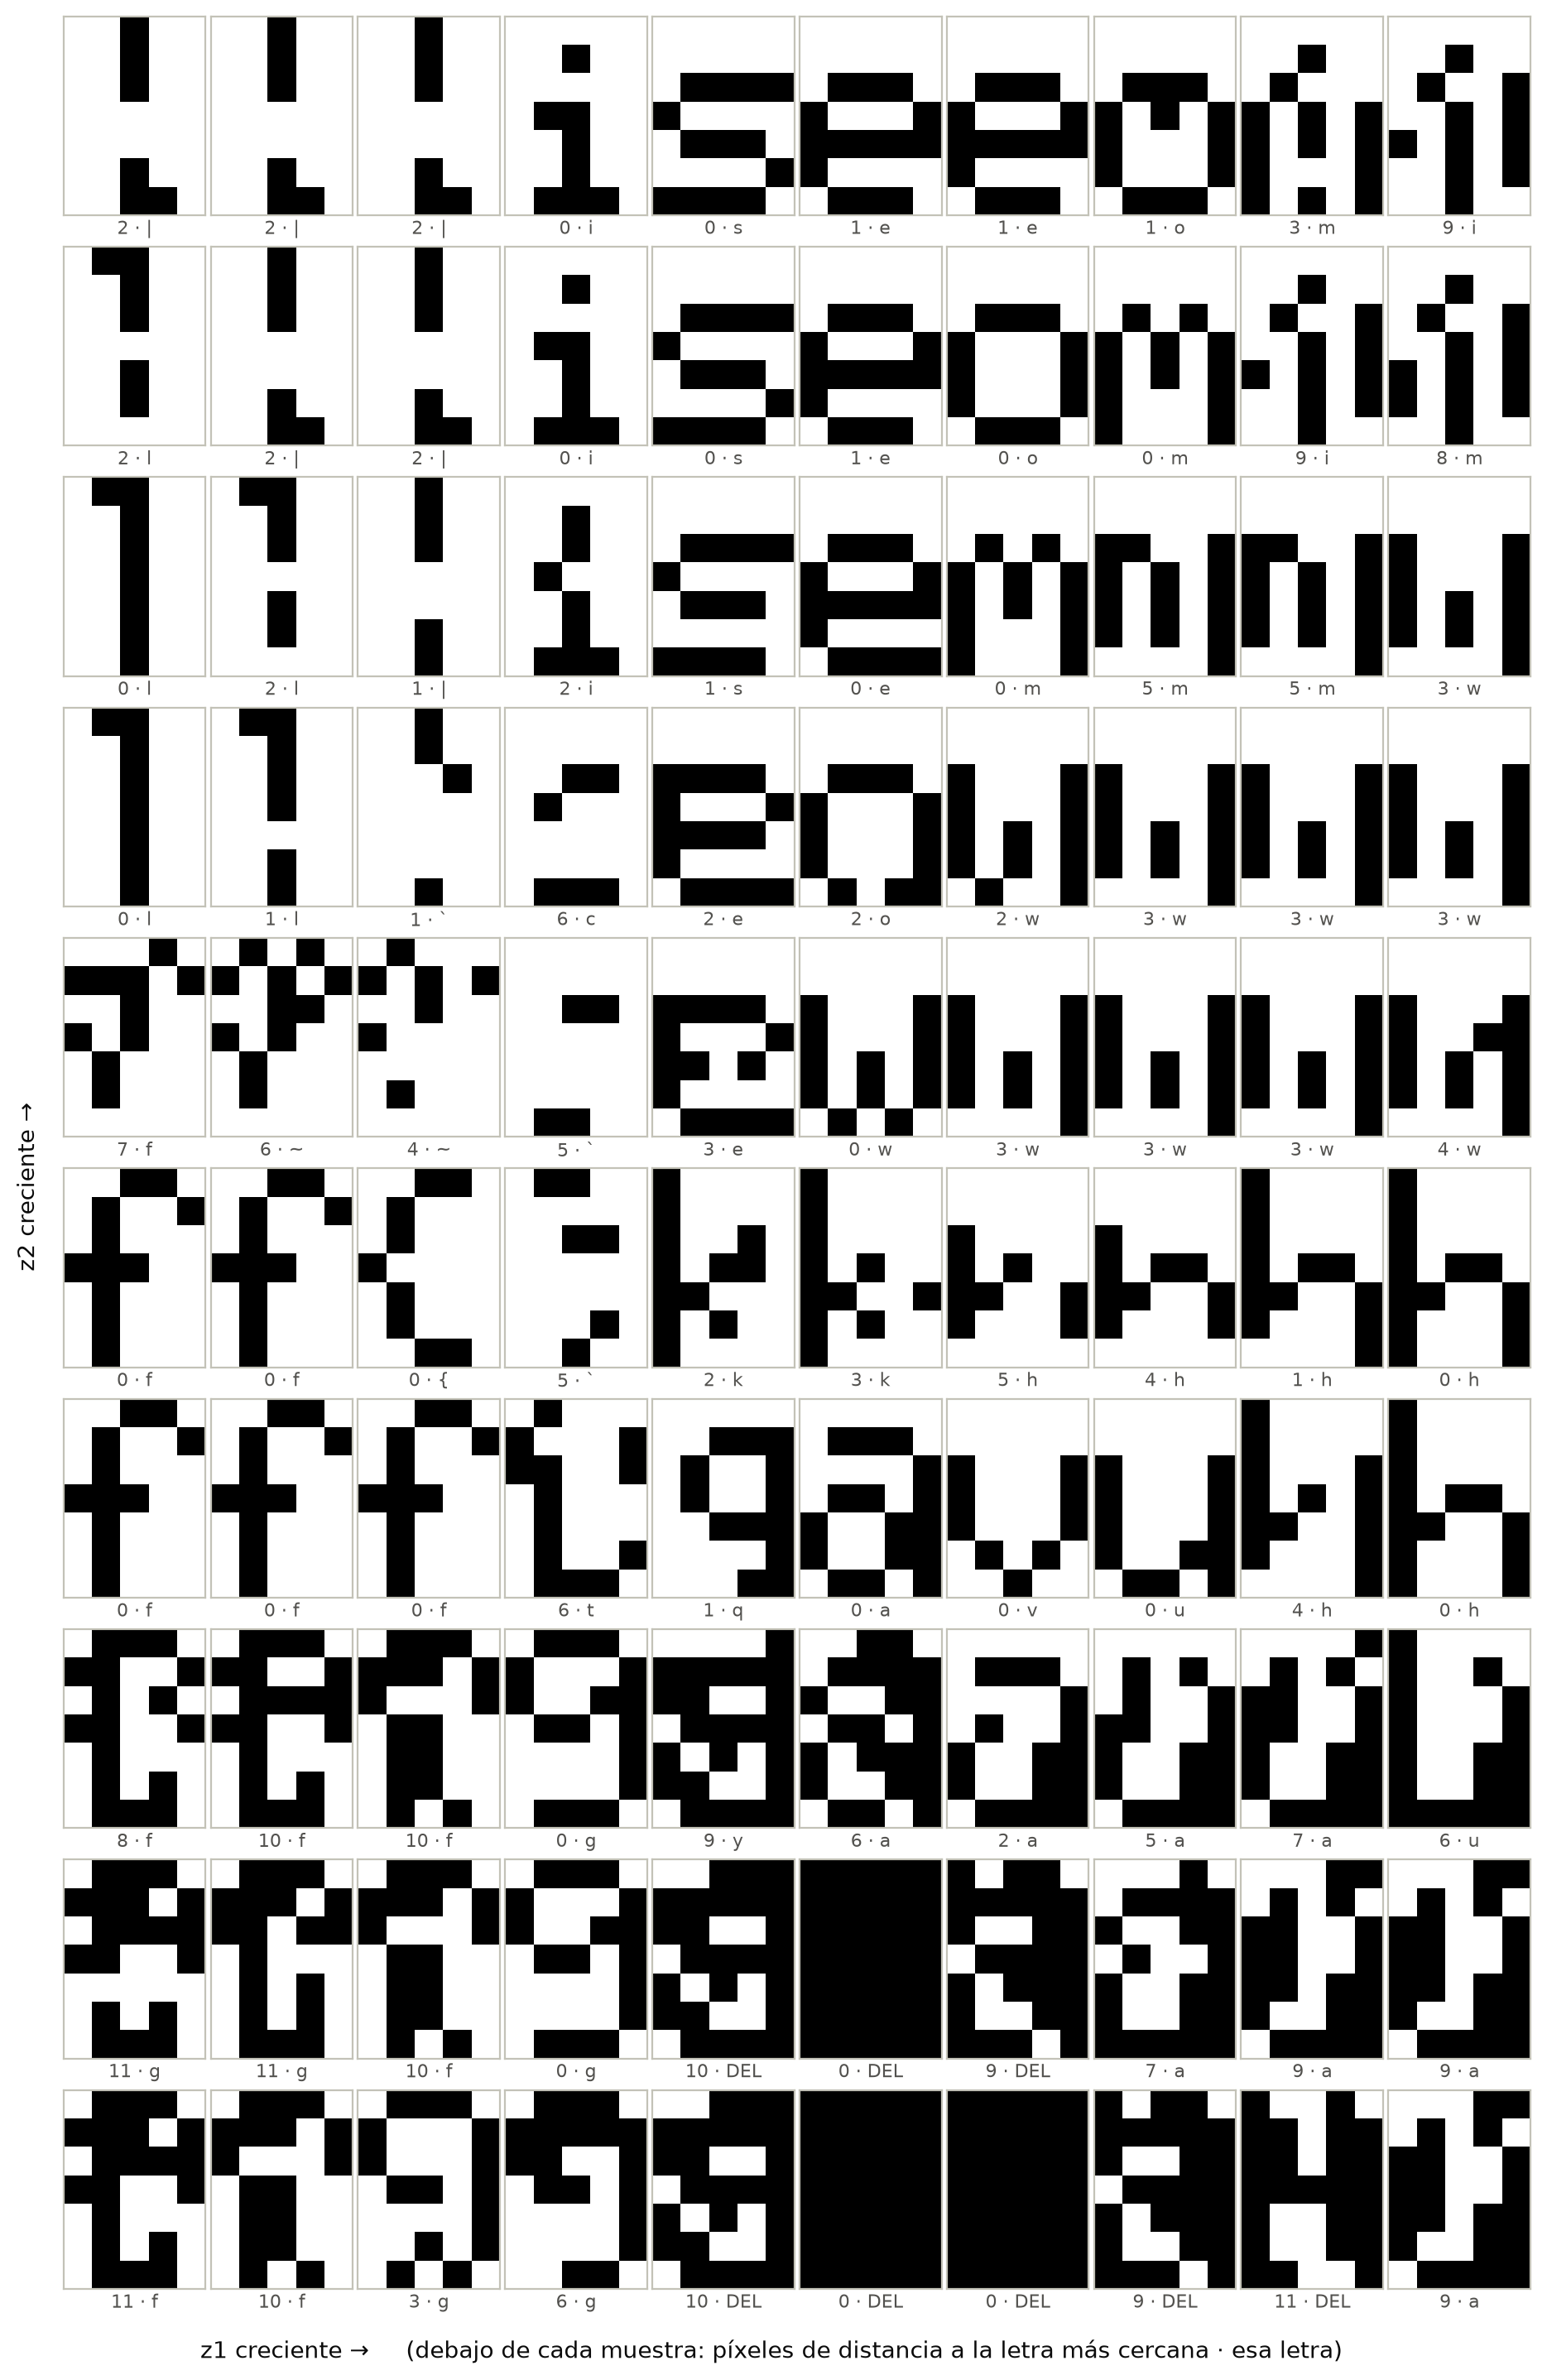 2 · | 2 · | 2 · | 0 · i 0 · s 1 · e 1 · e 1 · o 3 · m 9 · i
2 · l 2 · | 2 · | 0 · i 0 · s 1 · e 0 · o 0 · m 9 · i 8 · m
0 · l 2 · l 1 · | 2 · i 1 · s 0 · e 0 · m 5 · m 5 · m 3 · w
0 · l 1 · l 1 · ` 6 · c 2 · e 2 · o 2 · w 3 · w 3 · w 3 · w
7 · f 6 · ~ 4 · ~ 5 · ` 3 · e 0 · w 3 · w 3 · w 3 · w 4 · w
0 · f 0 · f 0 · { 5 · ` 2 · k 3 · k 5 · h 4 · h 1 · h 0 · h
0 · f 0 · f 0 · f 6 · t 1 · q 0 · a 0 · v 0 · u 4 · h 0 · h
8 · f 10 · f 10 · f 0 · g 9 · y 6 · a 2 · a 5 · a 7 · a 6 · u
11 · g 11 · g 10 · f 0 · g 10 · DEL 0 · DEL 9 · DEL 7 · a 9 · a 9 · a
11 · f 10 · f 3 · g 6 · g 10 · DEL 0 · DEL 0 · DEL 9 · DEL 11 · DEL 9 · a
z2 creciente →
z1 creciente → (debajo de cada muestra: píxeles de distancia a la letra más cercana · esa letra)